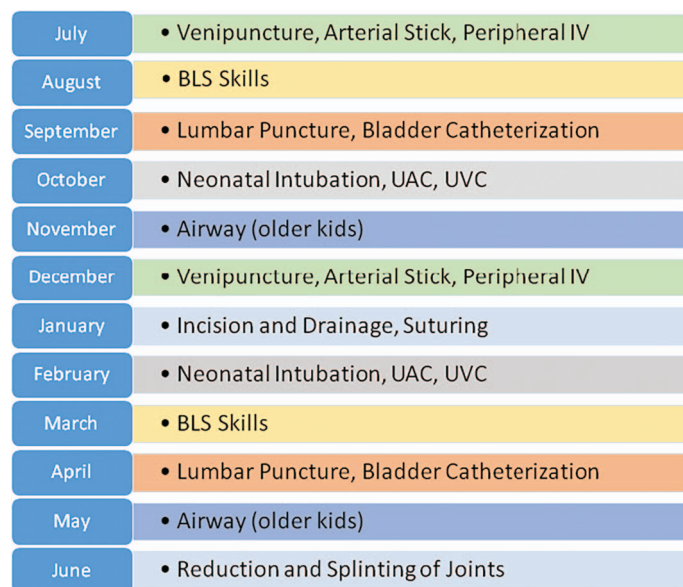 July
• Venipuncture, Arterial Stick, Peripheral IV
August
• BLS Skills
September
• Lumbar Puncture, Bladder Catheterization
October
• Neonatal Intubation, UAC, UVC
November
• Airway (older kids)
December
• Venipuncture, Arterial Stick, Peripheral IV
January
• Incision and Drainage, Suturing
February
• Neonatal Intubation, UAC, UVC
March
• BLS Skills
April
• Lumbar Puncture, Bladder Catheterization
May
• Airway (older kids)
June
• Reduction and Splinting of Joints